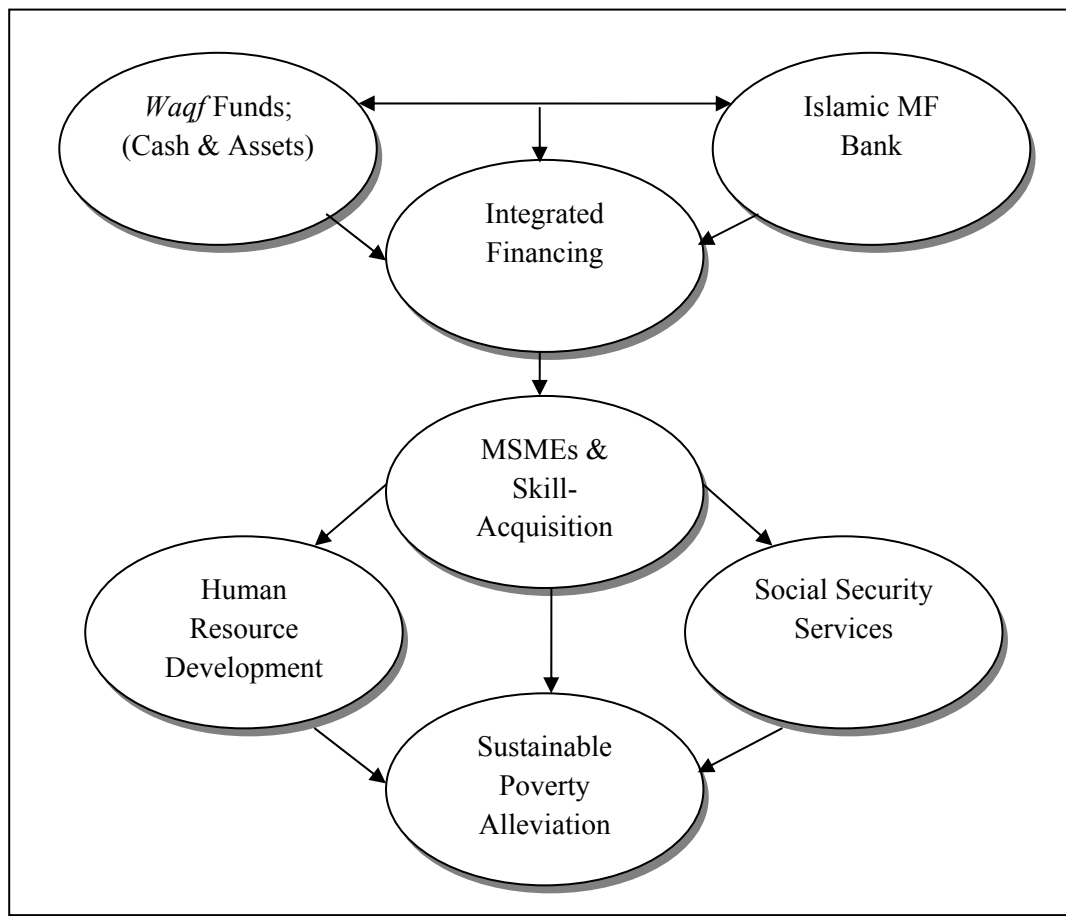 Waqf Funds;
(Cash & Assets)
Islamic MF
Bank
Integrated
Financing
MSMEs &
Skill-
Acquisition
Human
Resource
Development
Social Security
Services
Sustainable
Poverty
Alleviation